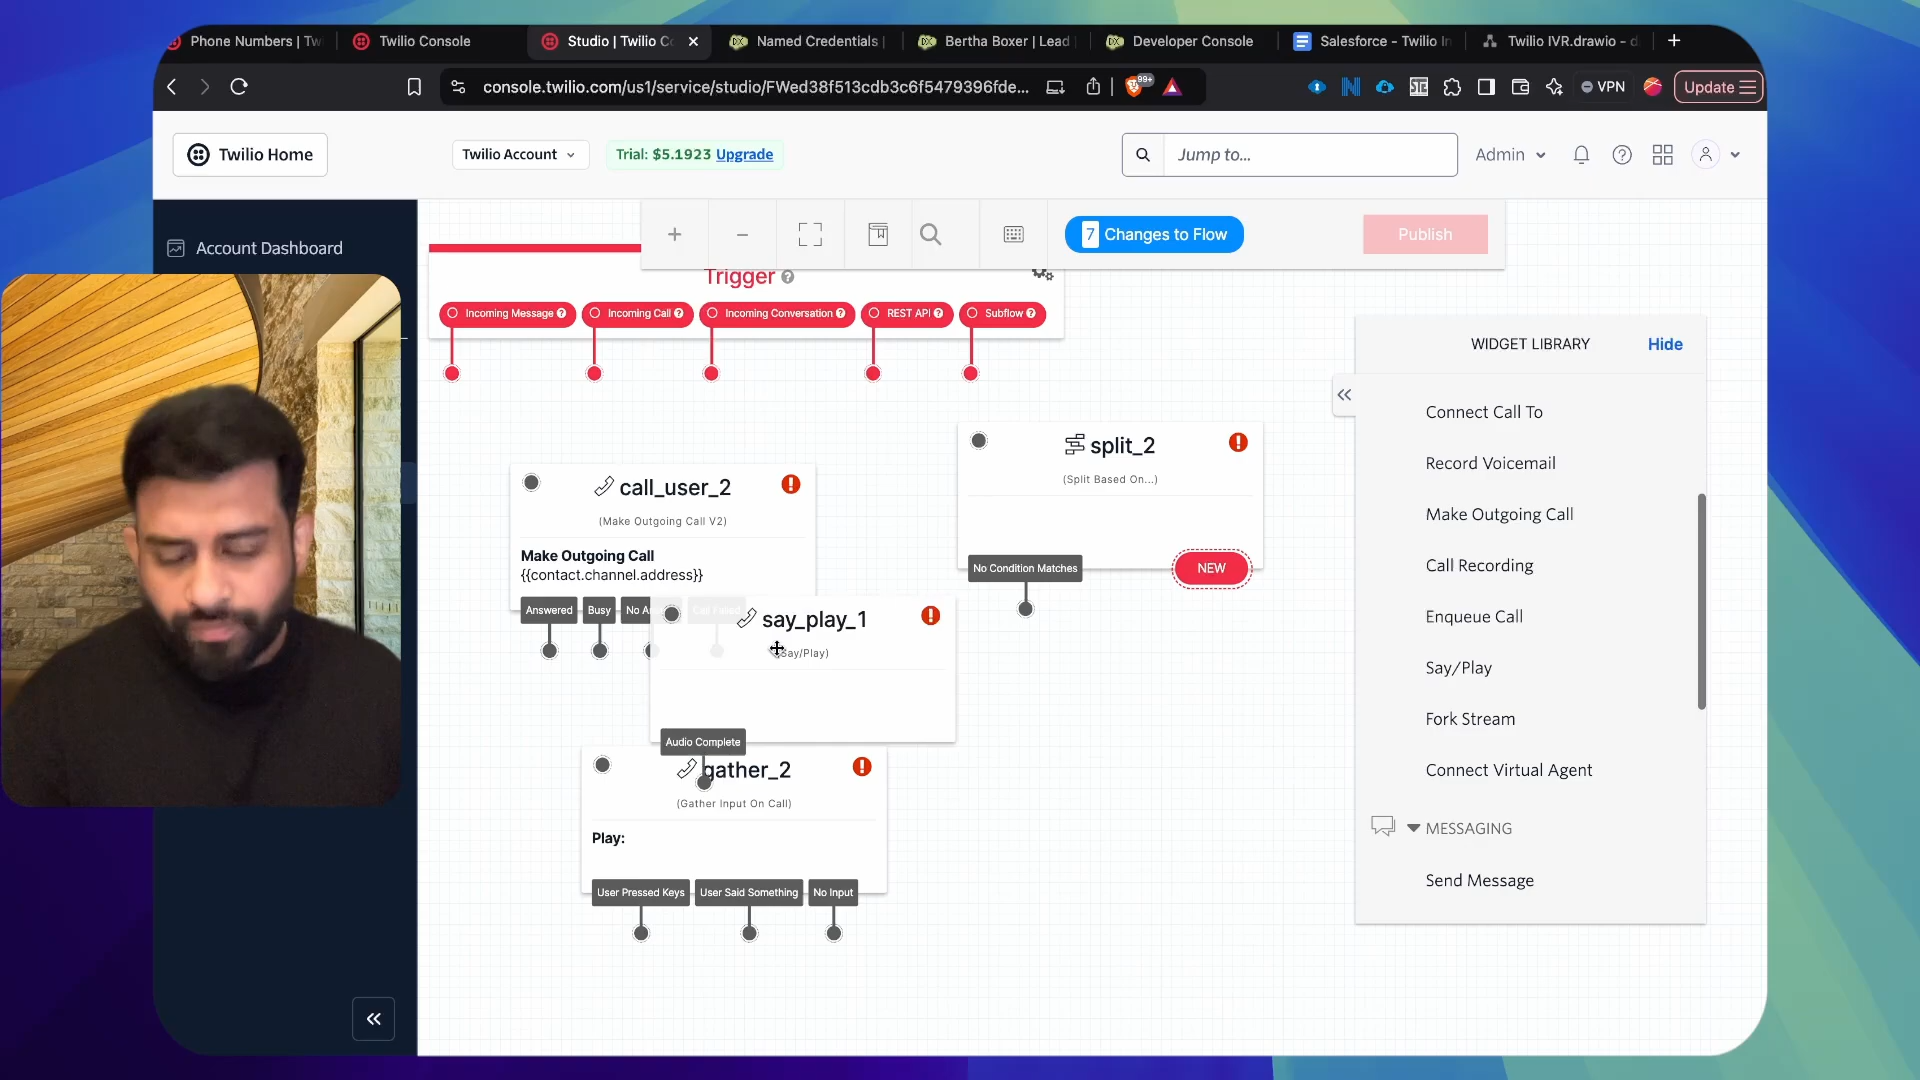 Phone Numbers | Tw
Twilio Console
Studio | Twilio Co
Named Credentials |
Bertha Boxer | Lead
Developer Console
Salesforce - Twilio In
Twilio IVR.drawio - d
console.twilio.com/us1/service/studio/FWed38f513cdb3c6f5479396fde...
99+
VPN
Update
Twilio Home
Twilio Account
Trial: $5.1923 Upgrade
Jump to...
Admin
Account Dashboard
7 Changes to Flow
Publish
Trigger
Incoming Message
Incoming Call
Incoming Conversation
REST API
Subflow
WIDGET LIBRARY
Hide
Connect Call To
Record Voicemail
Make Outgoing Call
Call Recording
Enqueue Call
Say/Play
Fork Stream
Connect Virtual Agent
MESSAGING
Send Message
split_2
(Split Based On...)
No Condition Matches
NEW
call_user_2
(Make Outgoing Call V2)
Make Outgoing Call
{{contact.channel.address}}
Answered
Busy
No A
Call Failed
say_play_1
Say/Play)
Audio Complete
gather_2
(Gather Input On Call)
Play:
User Pressed Keys
User Said Something
No Input